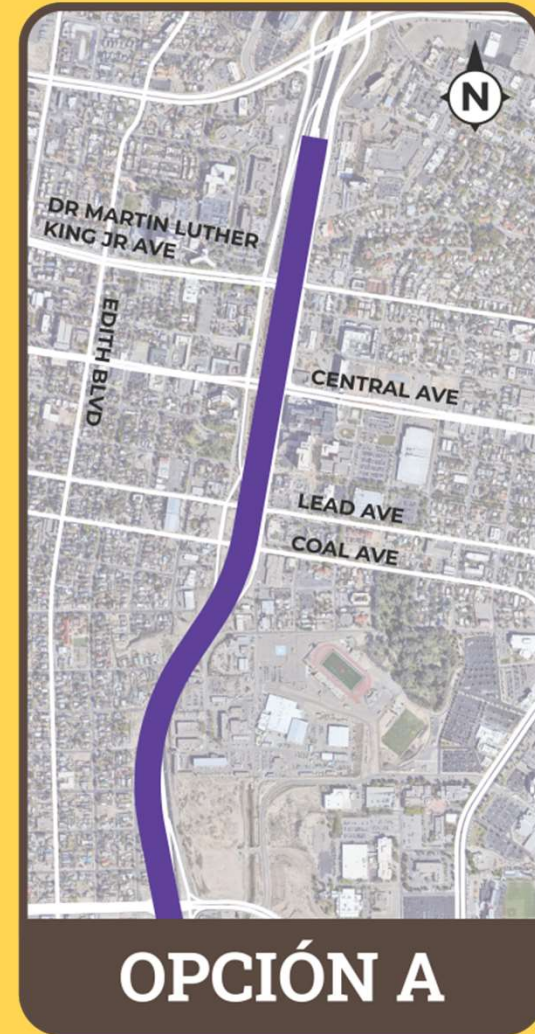 N
DR MARTIN LUTHER
KING JR AVE
EDITH BLVD
CENTRAL AVE
LEAD AVE
COAL AVE
OPCIÓN A